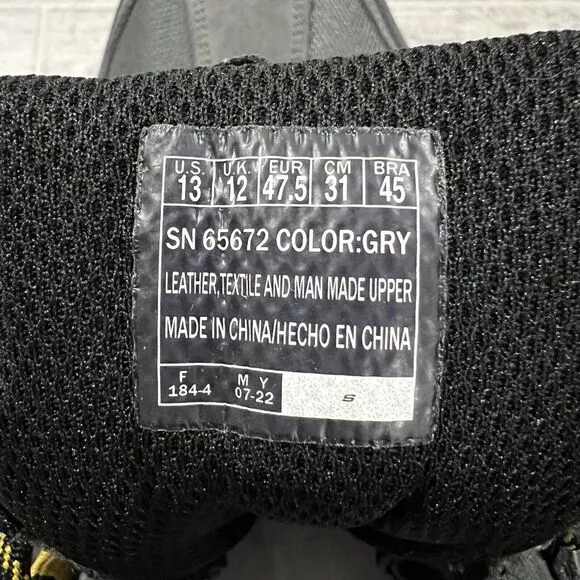 U.S. U.K. EUR CM BRA
13 12 47.5 31 45
SN 65672 COLOR:GRY
LEATHER,TEXTILE AND MAN MADE UPPER
MADE IN CHINA/HECHO EN CHINA
F M Y
184-4 07-22 S